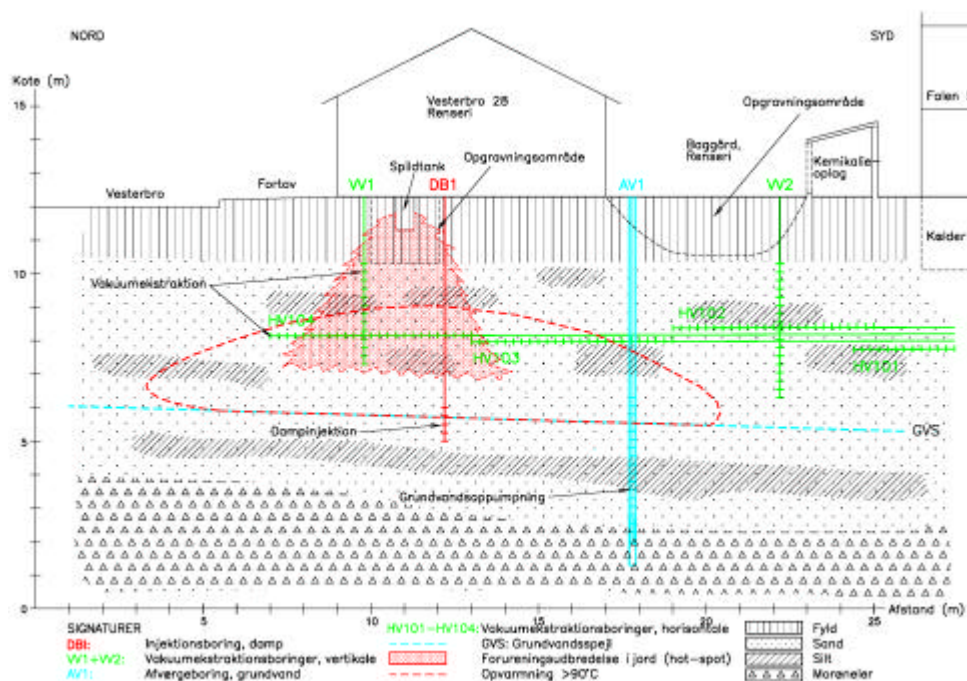 NORD
SYD
Kote (m)
15
Vesterbro 28
Renseri
Opgravningsområde
Baggård,
Renseri
Kemikalie
oplag
Kælder
Vesterbro
Fortov
Spildtank
Opgravningsområde
VV1
DB1
AV1
VV2
10
Vakuumekstraktion
HV104
HV103
HV102
HV101
5
Dampinjektion
GVS
Grundvandsoppumpning
0
5
10
15
20
25
Afstand (m)
SIGNATURER
DB1: Injektionsboring, damp
VV1+VV2: Vakuumekstraktionsboringer, vertikale
AV1: Afværgeboring, grundvand
HV101-HV104: Vakuumekstraktionsboringer, horisontale
GVS: Grundvandsspejl
Forureningsudbredelse i jord (hot-spot)
Opvarmning >90°C
Fyld
Sand
Silt
Moræneler